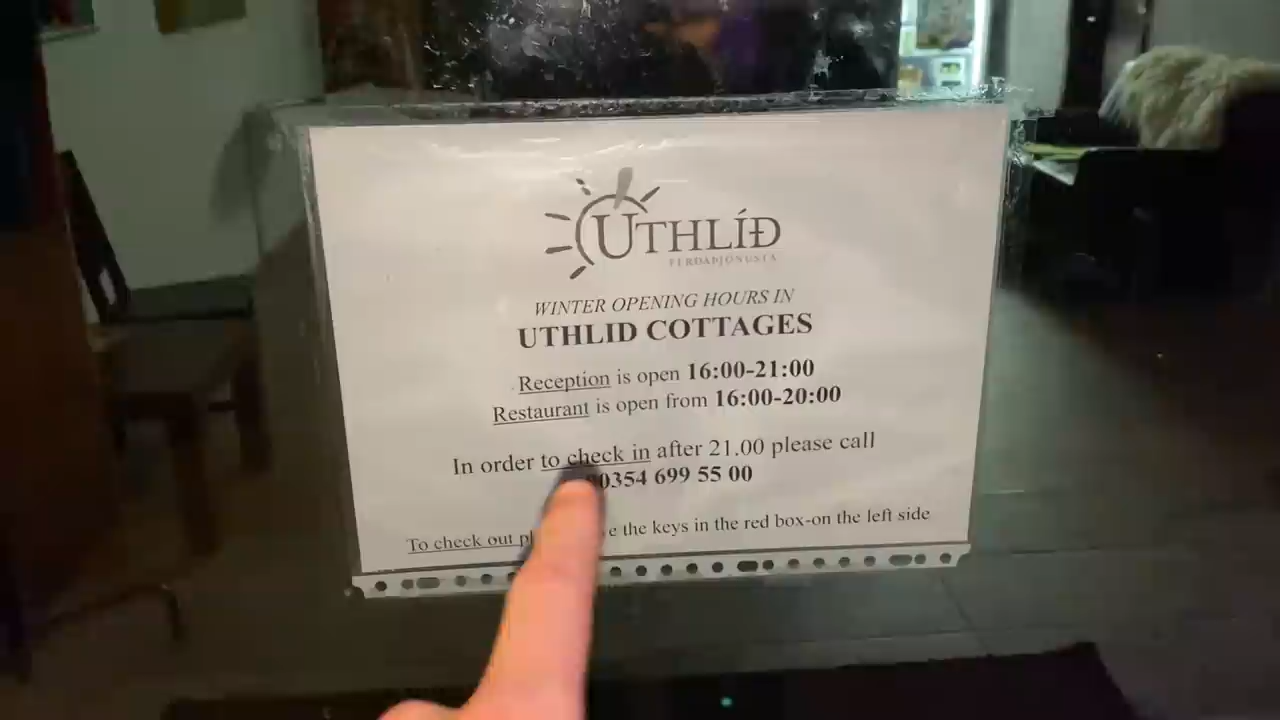 UTHLÍÐ
FERÐAÞJÓNUSTA
WINTER OPENING HOURS IN
UTHLID COTTAGES
Reception is open 16:00-21:00
Restaurant is open from 16:00-20:00
In order to check in after 21.00 please call
0354 699 55 00
To check out the keys in the red box-on the left side